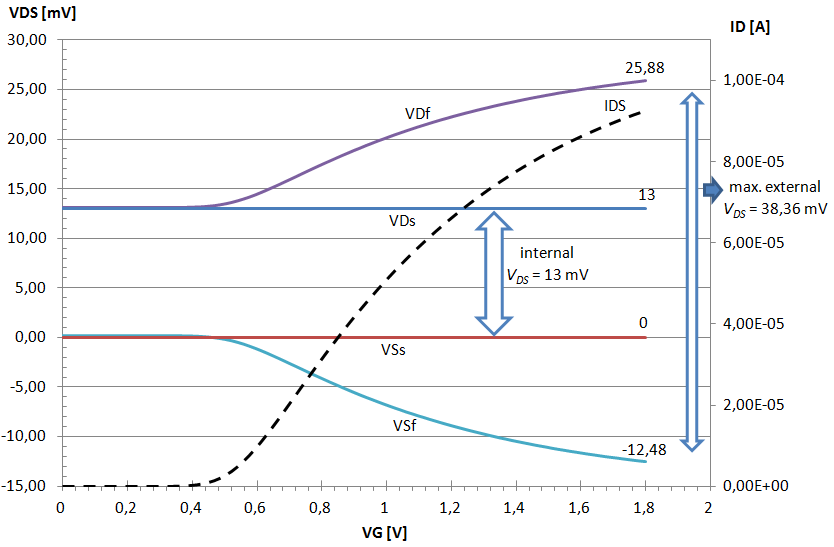 VDS [mV]
ID [A]
30,00
25,00
20,00
15,00
10,00
5,00
0,00
-5,00
-10,00
-15,00
25,88
VDf
IDS
13
VDs
internal
VDS = 13 mV
0
VSs
VSf
-12,48
1,00E-04
8,00E-05
max. external
VDS = 38,36 mV
6,00E-05
4,00E-05
2,00E-05
0,00E+00
0 0,2 0,4 0,6 0,8 1 1,2 1,4 1,6 1,8 2
VG [V]